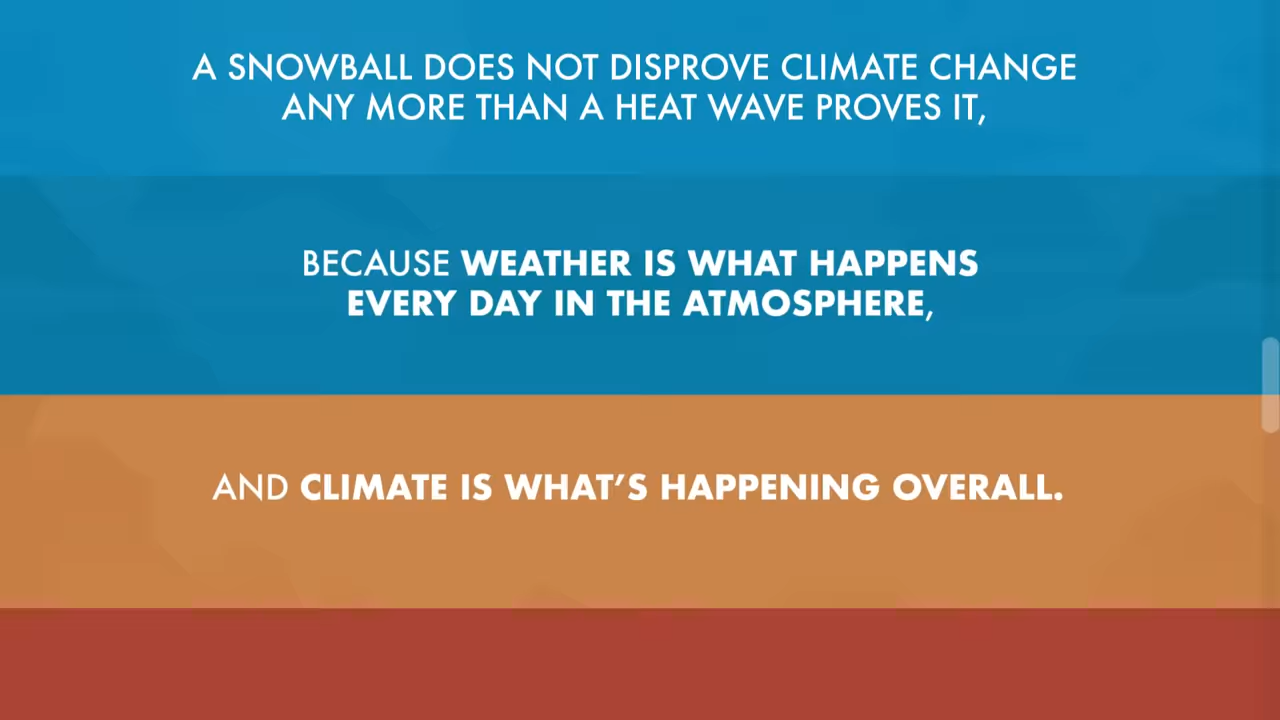 A SNOWBALL DOES NOT DISPROVE CLIMATE CHANGE
ANY MORE THAN A HEAT WAVE PROVES IT,
BECAUSE WEATHER IS WHAT HAPPENS
EVERY DAY IN THE ATMOSPHERE,
AND CLIMATE IS WHAT’S HAPPENING OVERALL.